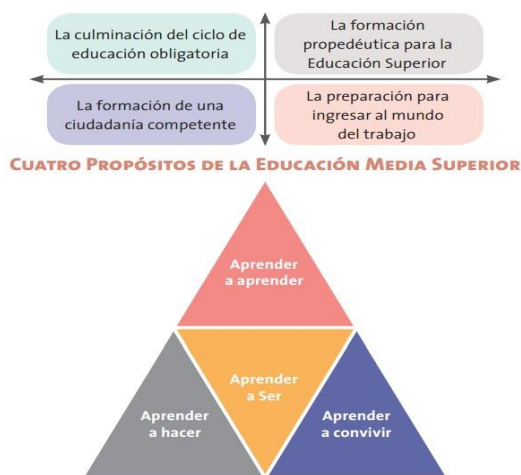 La culminación del ciclo de
educación obligatoria
La formación
propedéutica para la
Educación Superior
La formación de una
ciudadanía competente
La preparación para
ingresar al mundo
del trabajo
CUATRO PROPÓSITOS DE LA EDUCACIÓN MEDIA SUPERIOR
Aprender
a aprender
Aprender
a Ser
Aprender
a hacer
Aprender
a convivir